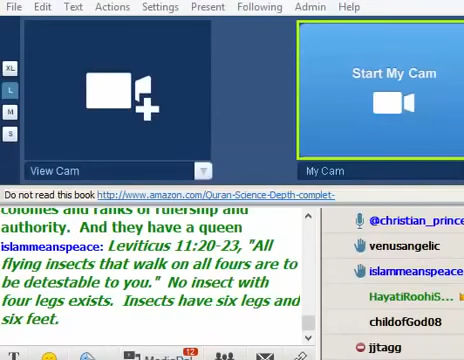 File Edit Text Actions Settings Present Following Admin Help
XL
L
M
S
Start My Cam
View Cam
My Cam
Do not read this book http://www.amazon.com/Quran-Science-Depth-complet-
colonies and ranks of rulership and
authority. And they have a queen
islammeanspeace: Leviticus 11:20-23, "All
flying insects that walk on all fours are to
be detestable to you." No insect with
four legs exists. Insects have six legs and
six feet.
@christian_prince
venusangelic
islammeanspeace
HayatiRoohiS...
childofGod08
jjtagg
12